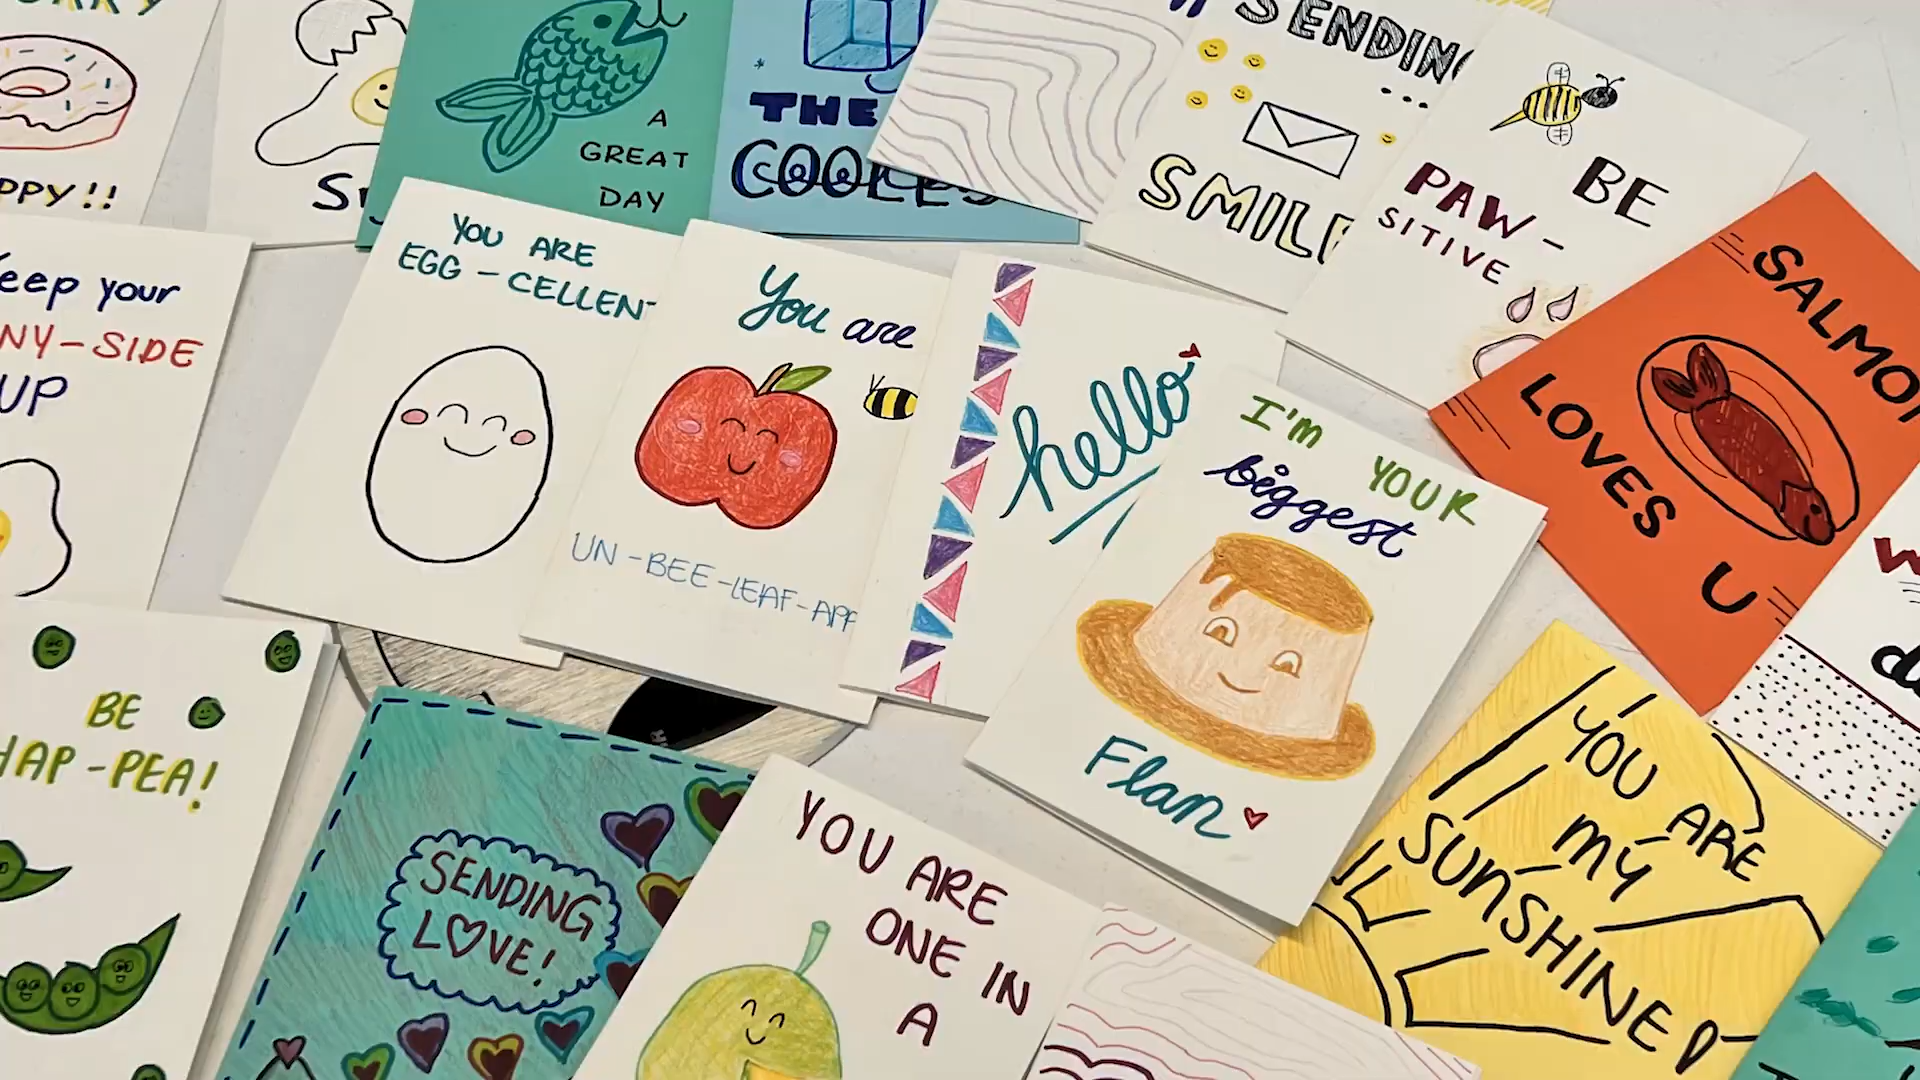 PPY!!
A
GREAT
DAY
THE
SENDING
SMILE
BE
PAW-
SITIVE
SALMON
LOVES
U
eep your
NY-SIDE
UP
YOU ARE
EGG-CELLENT
You are
UN-BEE-LEAF-APP
hello
I'm YOUR
biggest
Flan
BE
HAP-PEA!
SENDING
LOVE!
YOU ARE
ONE IN
A
YOU ARE
my
SUNSHINE